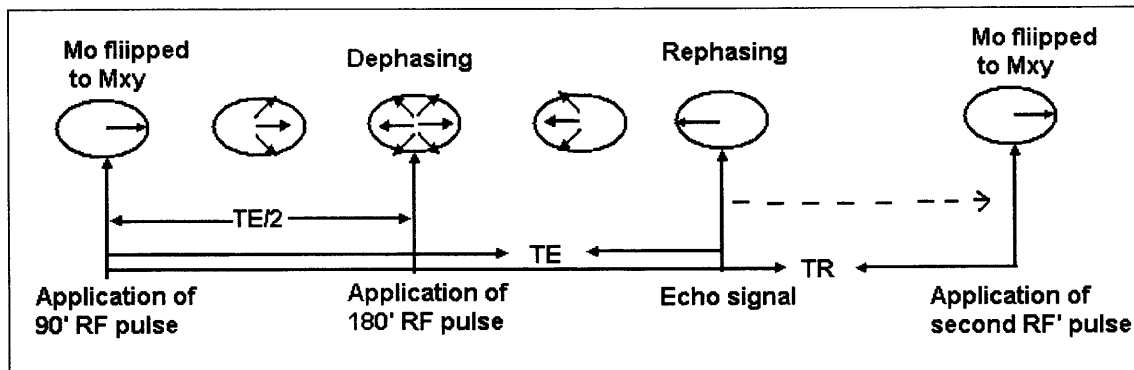 Mo fliipped
to Mxy
Dephasing
Rephasing
Mo flipped
to Mxy
TE/2
TE
TR
Application of
90' RF pulse
Application of
180' RF pulse
Echo signal
Application of
second RF' pulse